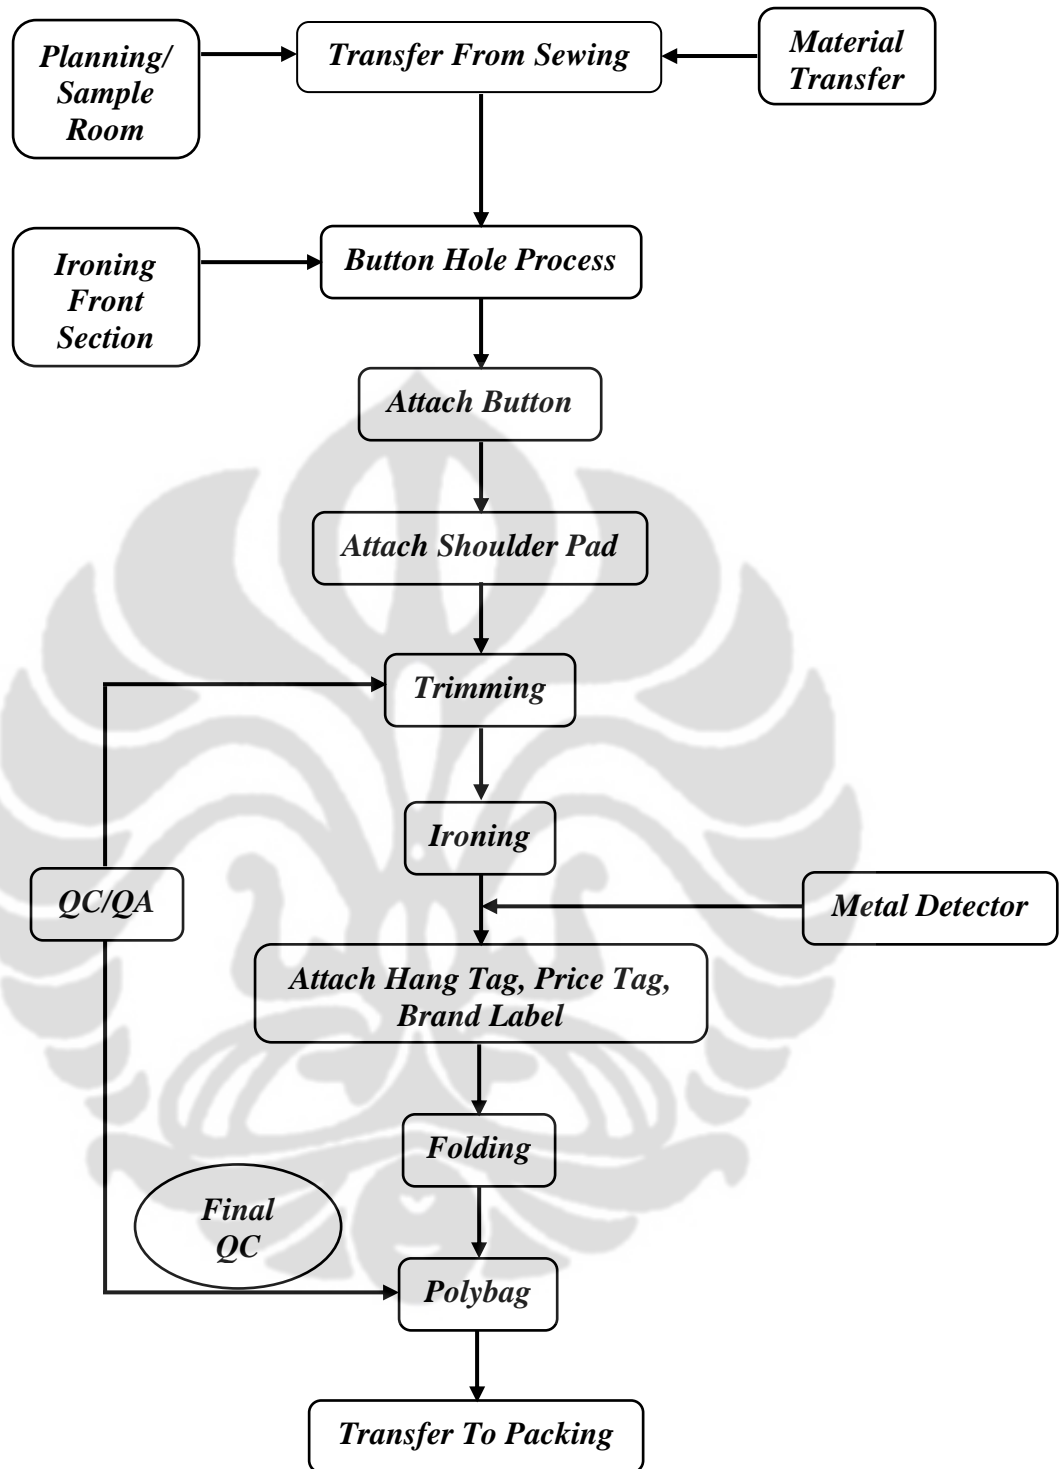 Planning/
Sample
Room
Transfer From Sewing
Material
Transfer
Ironing
Front
Section
Button Hole Process
Attach Button
Attach Shoulder Pad
Trimming
Ironing
QC/QA
Metal Detector
Attach Hang Tag, Price Tag,
Brand Label
Folding
Final
QC
Polybag
Transfer To Packing